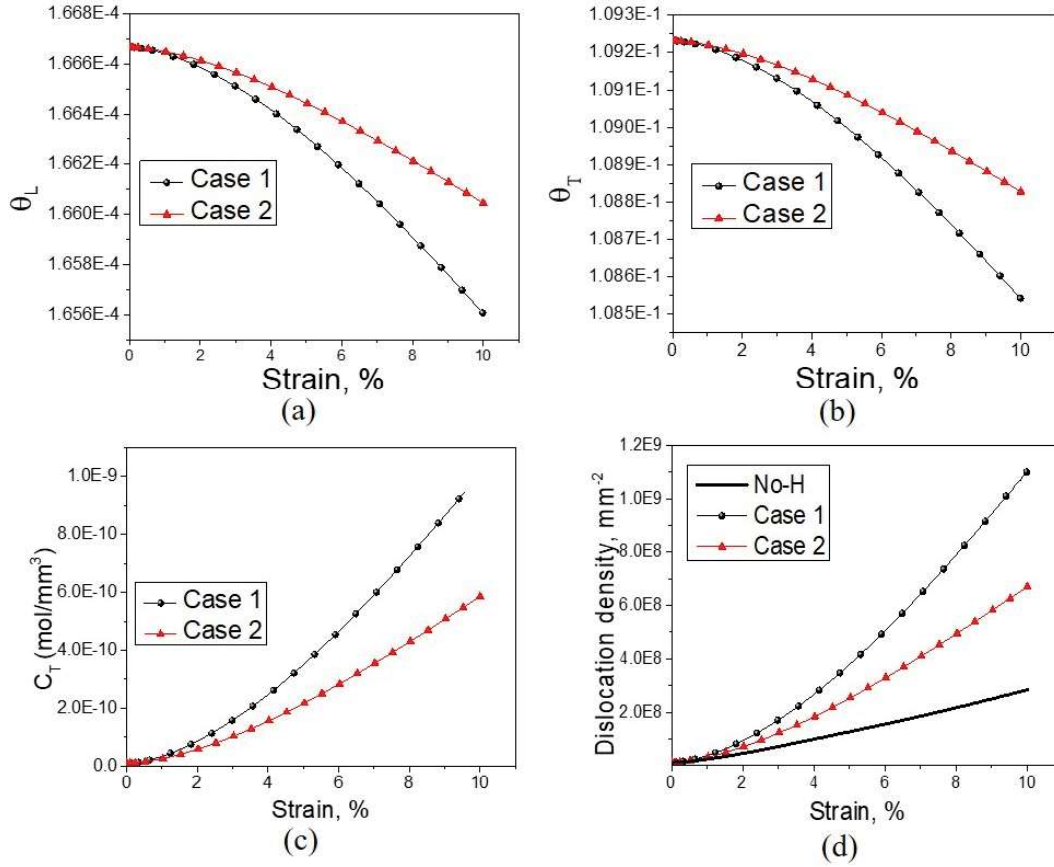 1.668E-4
1.666E-4
1.664E-4
1.662E-4
1.660E-4
1.658E-4
1.656E-4
θL
Case 1
Case 2
0 2 4 6 8 10
Strain, %
(a)
1.093E-1
1.092E-1
1.091E-1
1.090E-1
1.089E-1
1.088E-1
1.087E-1
1.086E-1
1.085E-1
θT
Case 1
Case 2
0 2 4 6 8 10
Strain, %
(b)
1.0E-9
8.0E-10
6.0E-10
4.0E-10
2.0E-10
0.0
CT (mol/mm³)
Case 1
Case 2
0 2 4 6 8 10
Strain, %
(c)
1.2E9
1.0E9
8.0E8
6.0E8
4.0E8
2.0E8
Dislocation density, mm⁻²
No-H
Case 1
Case 2
0 2 4 6 8 10
Strain, %
(d)